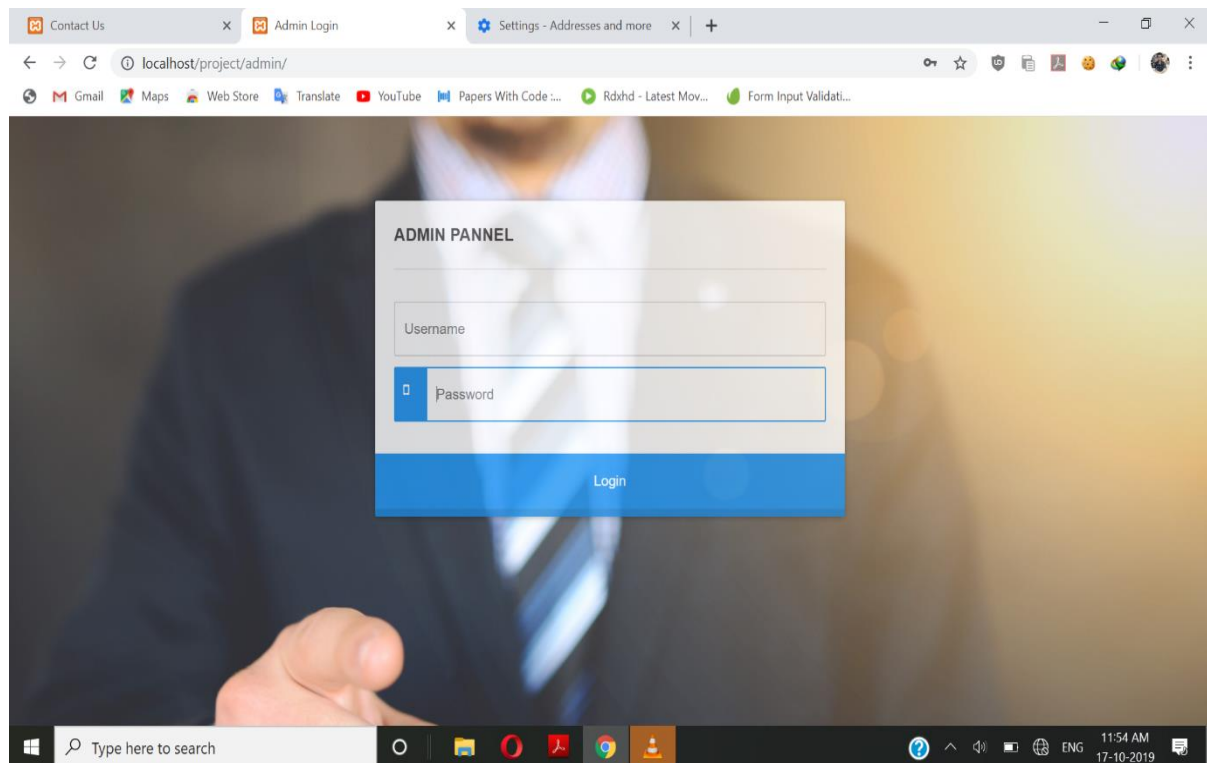 Contact Us
Admin Login
Settings - Addresses and more
localhost/project/admin/
Gmail Maps Web Store Translate YouTube Papers With Code :... Rdxhd - Latest Mov... Form Input Validati...
ADMIN PANNEL
Username
Password
Login
Type here to search
ENG
11:54 AM
17-10-2019